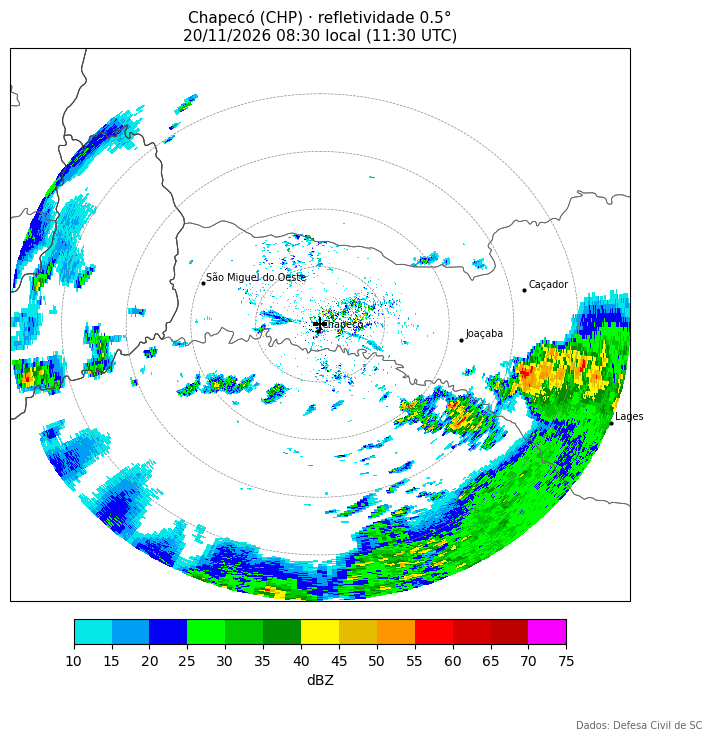 Chapecó (CHP) · refletividade 0.5°
20/11/2026 08:30 local (11:30 UTC)
São Miguel do Oeste
Caçador
Chapecó
Joaçaba
Lages
10 15 20 25 30 35 40 45 50 55 60 65 70 75
dBZ
Dados: Defesa Civil de SC